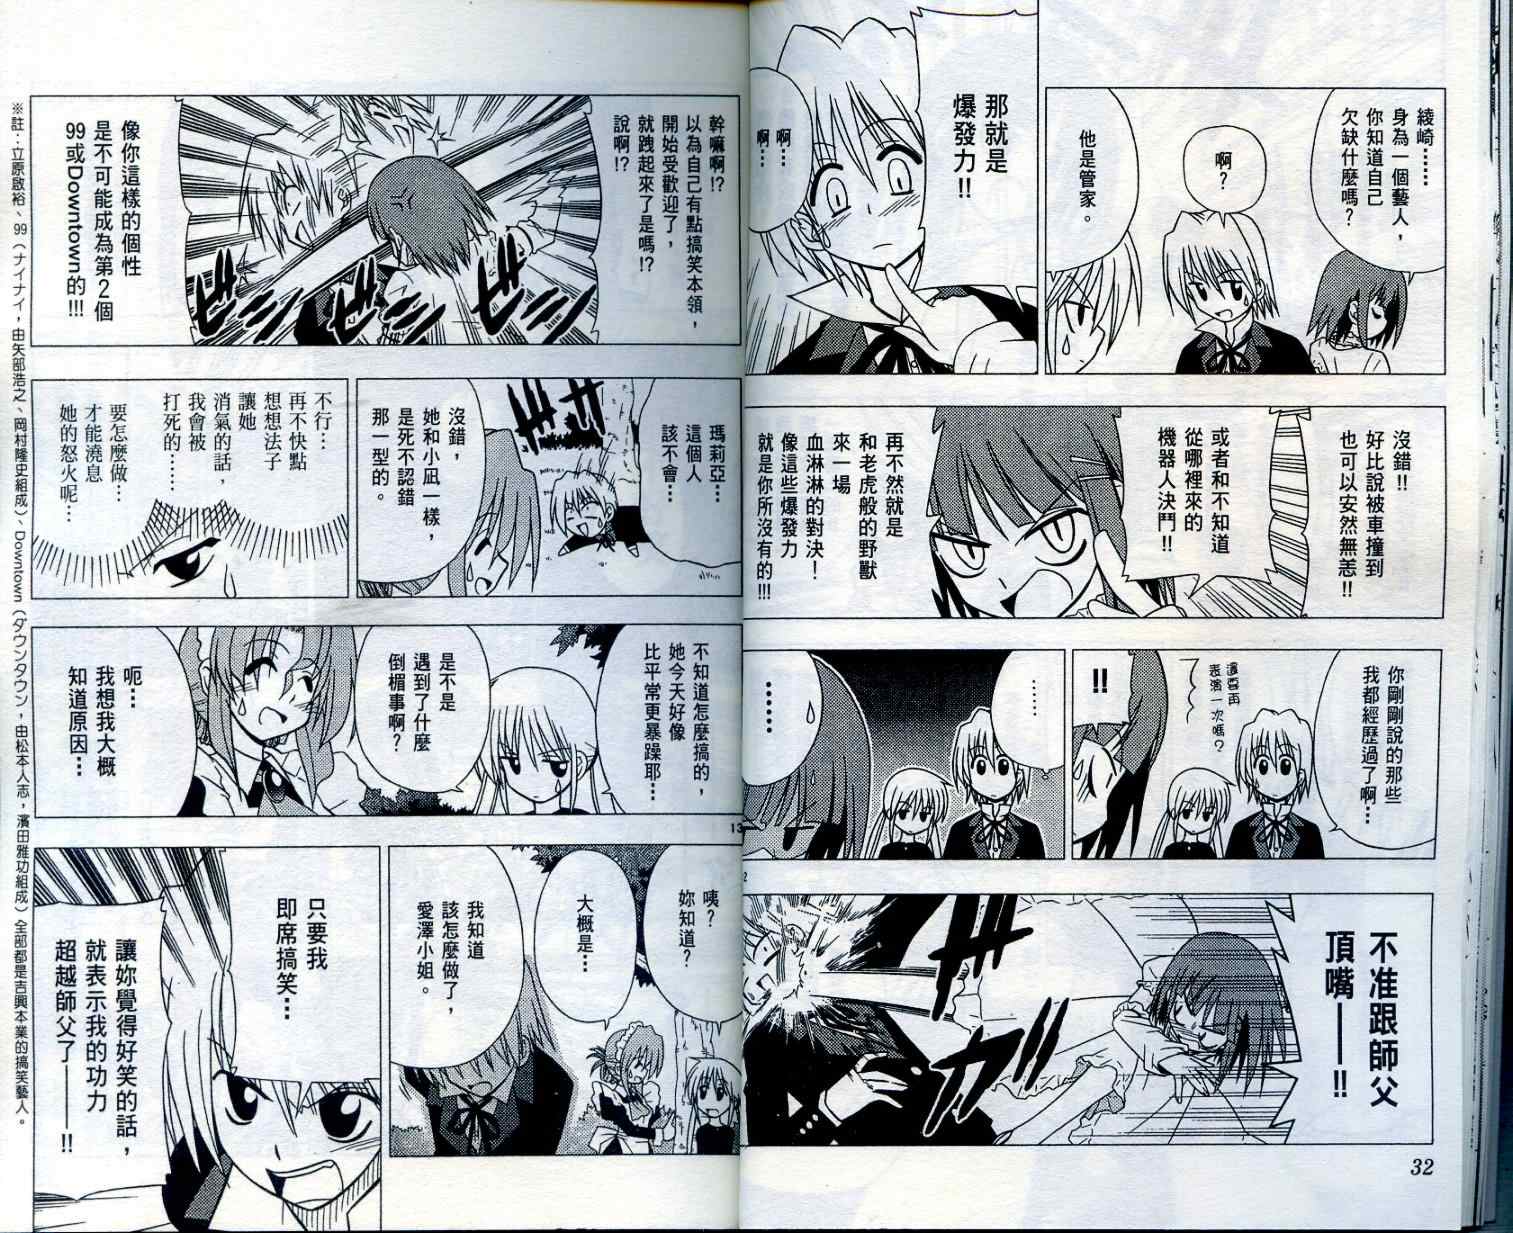 綾崎⋯⋯
身為一個藝人，
你知道自己
欠缺什麼嗎？
啊？
他是管家。
那就是
爆發力!!
啊⋯
啊⋯
沒錯!!
好比說被車撞到
也可以安然無恙!!
或者和不知道
從哪裡來的
機器人決鬥!!
再不然就是
和老虎般的野獸
來一場
血淋淋的對決！
像這些爆發力
就是你所沒有的!!!
你剛剛說的那些
我都經歷過了啊⋯
還要再
表演一次嗎？
!!
⋯⋯
⋯⋯
不准跟師父
頂嘴——!!
32
幹嘛啊!?
以為自己有點搞笑本領，
開始受歡迎了，
就跩起來了是嗎!?
說啊!?
像你這樣的個性
是不可能成為第2個
99或Downtown的!!!
瑪莉亞⋯
這個人
該不會⋯
沒錯，
她和小凪一樣，
是死不認錯
那一型的。
不行⋯
再不快點
想想法子
讓她
消氣的話，
我會被
打死的⋯⋯
要怎麼做⋯
才能澆息
她的怒火呢⋯
不知道怎麼搞的，
她今天好像
比平常更暴躁耶⋯
是不是
遇到了什麼
倒楣事啊？
呃⋯
我想我大概
知道原因⋯
13
咦？
妳知道？
大概是⋯
我知道
該怎麼做了，
愛澤小姐。
只要我
即席搞笑⋯
讓妳覺得好笑的話，
就表示我的功力
超越師父了——!!
※註：立原啟裕、99（ナイナイ，由矢部浩之、岡村隆史組成）、Downtown（ダウンタウン，由松本人志，濱田雅功組成）全部都是吉興本業的搞笑藝人。